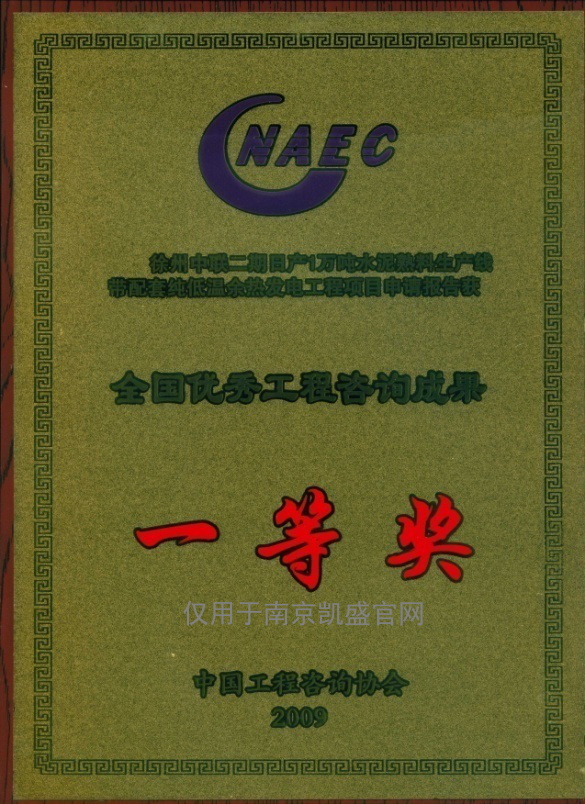 CNAEC
徐州中联二期日产1万吨水泥熟料生产线
带配套纯低温余热发电工程项目申请报告获
全国优秀工程咨询成果
一等奖
仅用于南京凯盛官网
中国工程咨询协会
2009